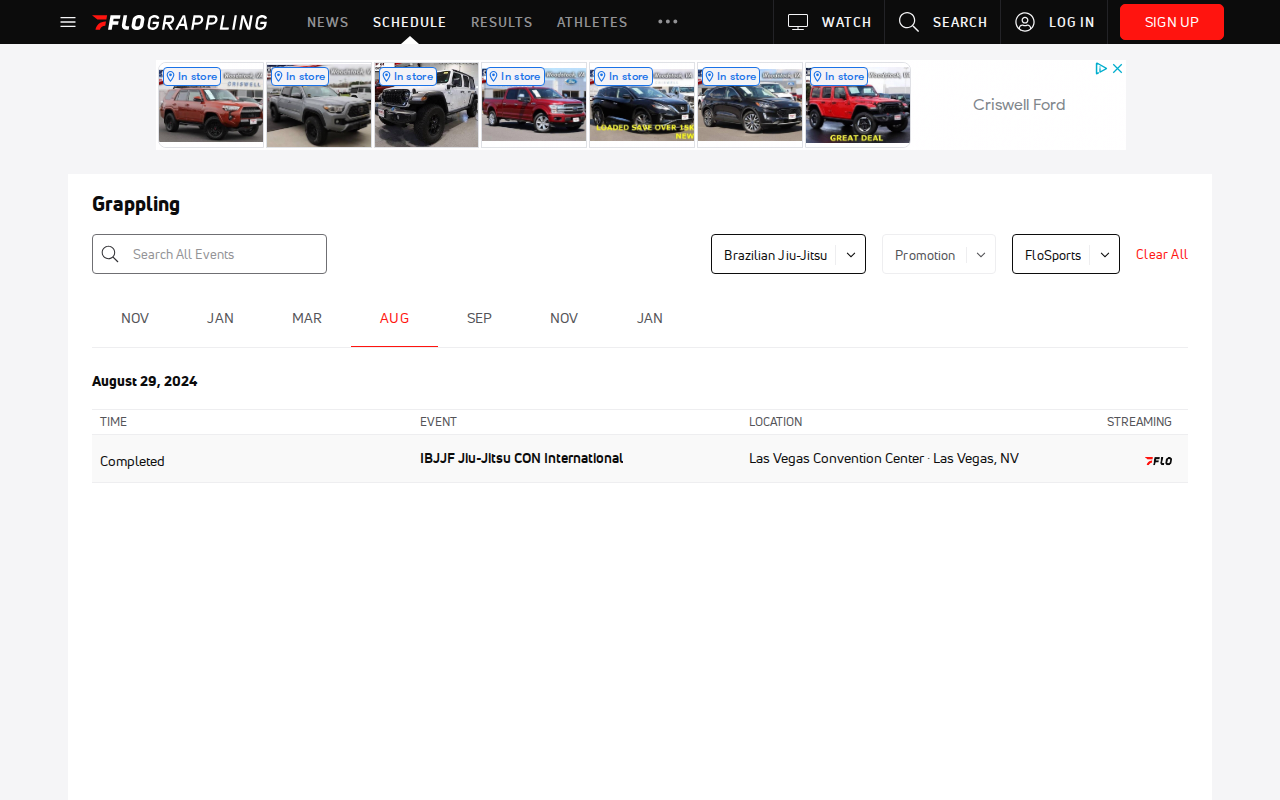 FLOGRAPPLING NEWS SCHEDULE RESULTS ATHLETES WATCH SEARCH LOG IN SIGN UP
In store In store In store In store In store In store In store
CRISWELL
Criswell Ford
LOADED SAVE OVER 15K NEW
GREAT DEAL
Grappling
Search All Events Brazilian Jiu-Jitsu Promotion FloSports Clear All
NOV JAN MAR AUG SEP NOV JAN
August 29, 2024
TIME EVENT LOCATION STREAMING
Completed IBJJF Jiu-Jitsu CON International Las Vegas Convention Center · Las Vegas, NV FLO